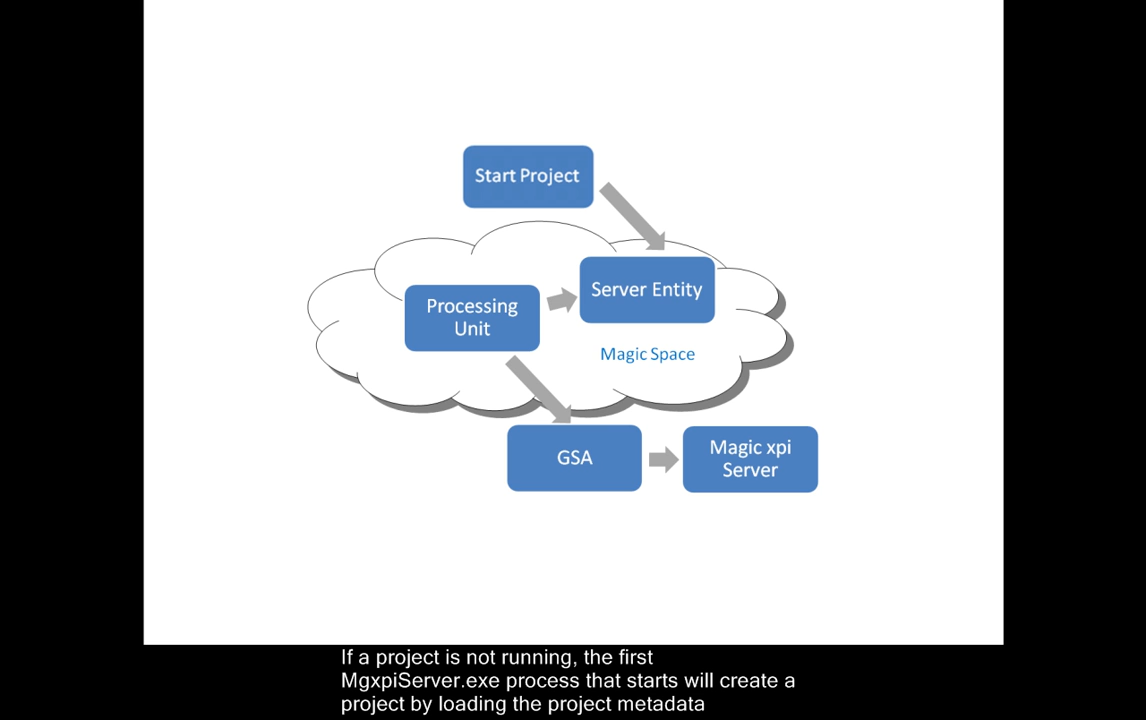 Start Project
Server Entity
Processing
Unit
Magic Space
GSA
Magic xpi
Server
If a project is not running, the first
MgxpiServer.exe process that starts will create a
project by loading the project metadata